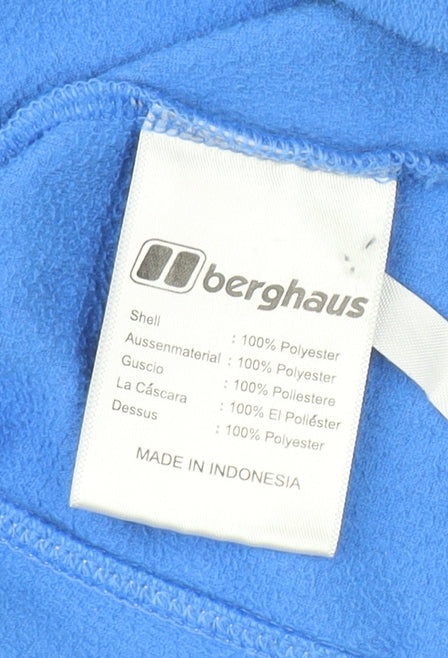 berghaus
Shell : 100% Polyester
Aussenmaterial : 100% Polyester
Guscio : 100% Poliestere
La Cáscara : 100% El Poliéster
Dessus : 100% Polyester
MADE IN INDONESIA